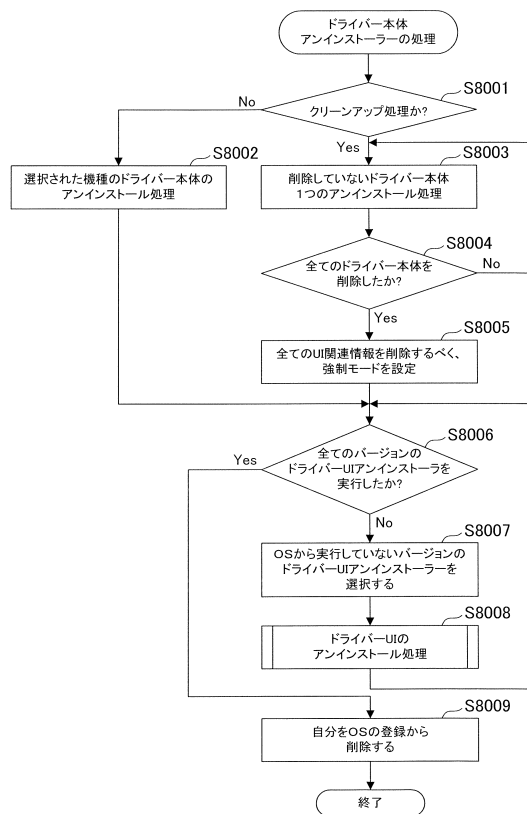 ドライバー本体
アンインストーラーの処理
S8001
クリーンアップ処理か?
No
Yes
S8002
選択された機種のドライバー本体の
アンインストール処理
S8003
削除していないドライバー本体
1つのアンインストール処理
S8004
全てのドライバー本体を
削除したか?
No
Yes
S8005
全てのUI関連情報を削除するべく、
強制モードを設定
S8006
全てのバージョンの
ドライバーUIアンインストーラを
実行したか?
Yes
No
S8007
OSから実行していないバージョンの
ドライバーUIアンインストーラーを
選択する
S8008
ドライバーUIの
アンインストール処理
S8009
自分をOSの登録から
削除する
終了